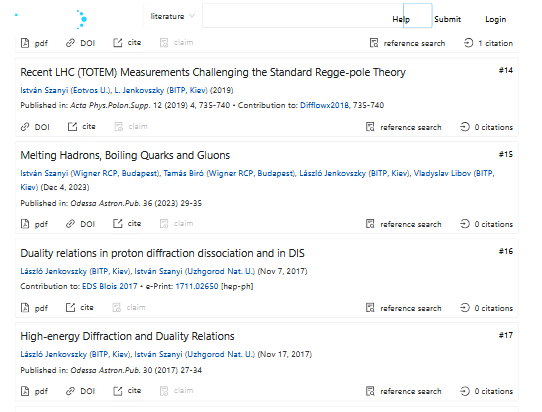 literature
Help Submit Login
pdf DOI cite claim reference search 1 citation
Recent LHC (TOTEM) Measurements Challenging the Standard Regge-pole Theory #14
István Szanyi (Eotvos U.), L. Jenkovszky (BITP, Kiev) (2019)
Published in: Acta Phys.Polon.Supp. 12 (2019) 4, 735-740 • Contribution to: Difflowx2018, 735-740
DOI cite claim reference search 0 citations
Melting Hadrons, Boiling Quarks and Gluons #15
István Szanyi (Wigner RCP, Budapest), Tamás Biró (Wigner RCP, Budapest), László Jenkovszky (BITP, Kiev), Vladyslav Libov (BITP,
Kiev) (Dec 4, 2023)
Published in: Odessa Astron.Pub. 36 (2023) 29-35
pdf DOI cite claim reference search 0 citations
Duality relations in proton diffraction dissociation and in DIS #16
László Jenkovszky (BITP, Kiev), István Szanyi (Uzhgorod Nat. U.) (Nov 7, 2017)
Contribution to: EDS Blois 2017 • e-Print: 1711.02650 [hep-ph]
pdf cite claim reference search 0 citations
High-energy Diffraction and Duality Relations #17
László Jenkovszky (BITP, Kiev), István Szanyi (Uzhgorod Nat. U.) (Nov 17, 2017)
Published in: Odessa Astron.Pub. 30 (2017) 27-34
pdf DOI cite claim reference search 0 citations